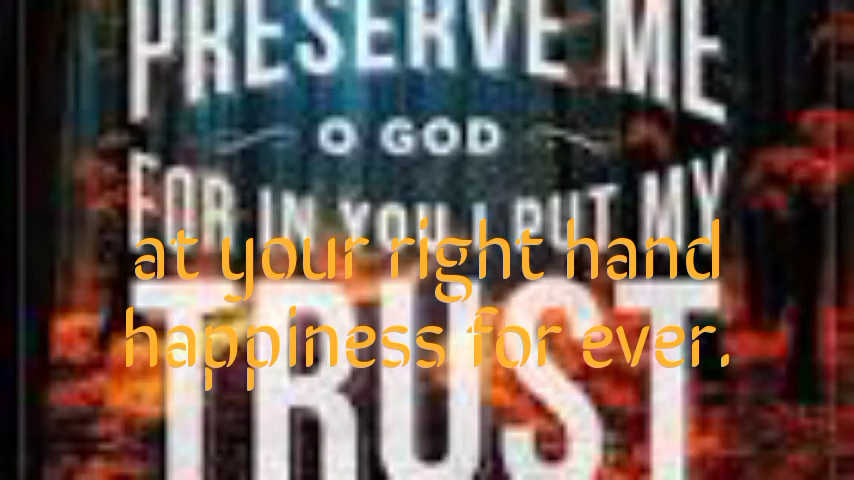 PRESERVE ME
O GOD
FOR IN YOU I PUT MY
at your right hand
TRUST
happiness for ever.